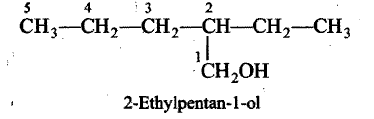 5 4 3 2
CH₃—CH₂—CH₂—CH—CH₂—CH₃
1
CH₂OH
2-Ethylpentan-1-ol